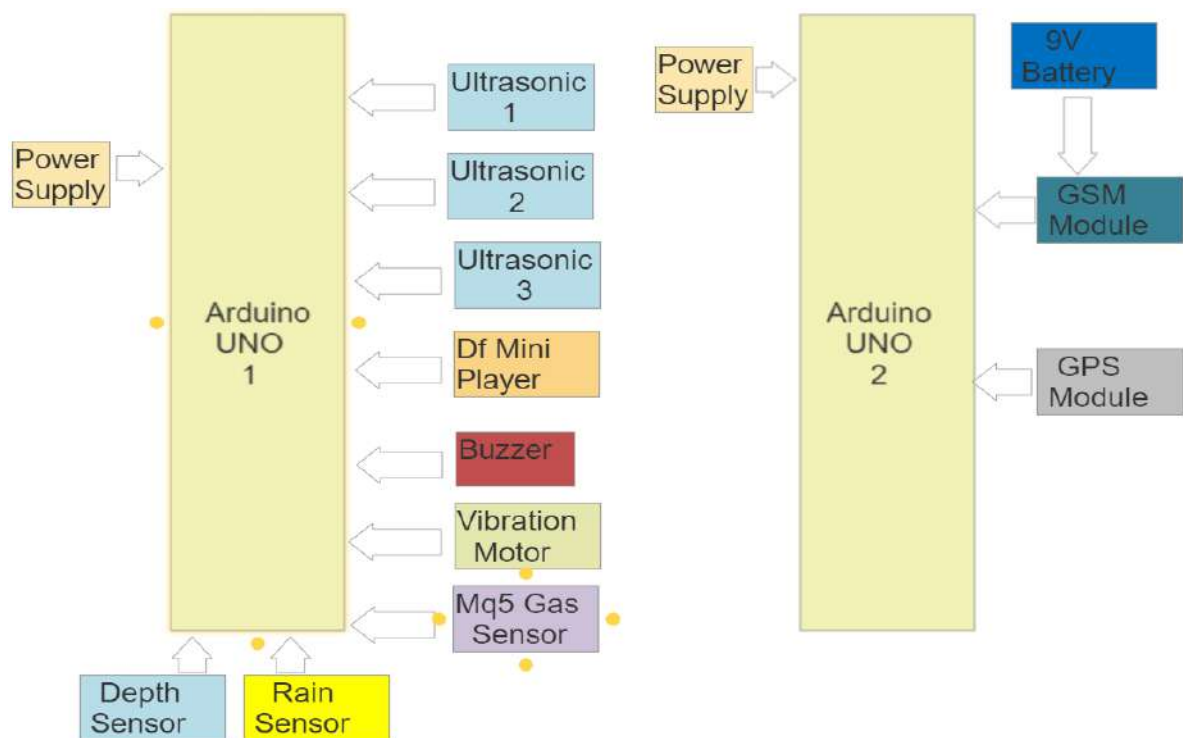 Power
Supply
Arduino
UNO
1
Ultrasonic
1
Ultrasonic
2
Ultrasonic
3
Df Mini
Player
Buzzer
Vibration
Motor
Mq5 Gas
Sensor
Depth
Sensor
Rain
Sensor
Power
Supply
Arduino
UNO
2
9V
Battery
GSM
Module
GPS
Module